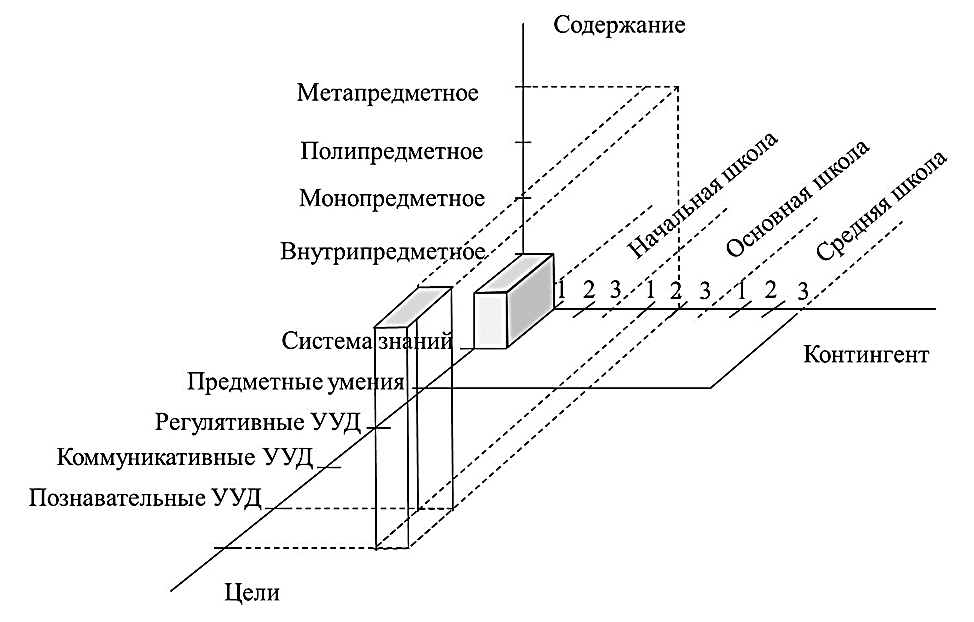 Содержание
Метапредметное
Полипредметное
Монопредметное
Внутрипредметное
Начальная школа
Основная школа
Средняя школа
1 2 3 1 2 3 1 2 3
Система знаний
Контингент
Предметные умения
Регулятивные УУД
Коммуникативные УУД
Познавательные УУД
Цели